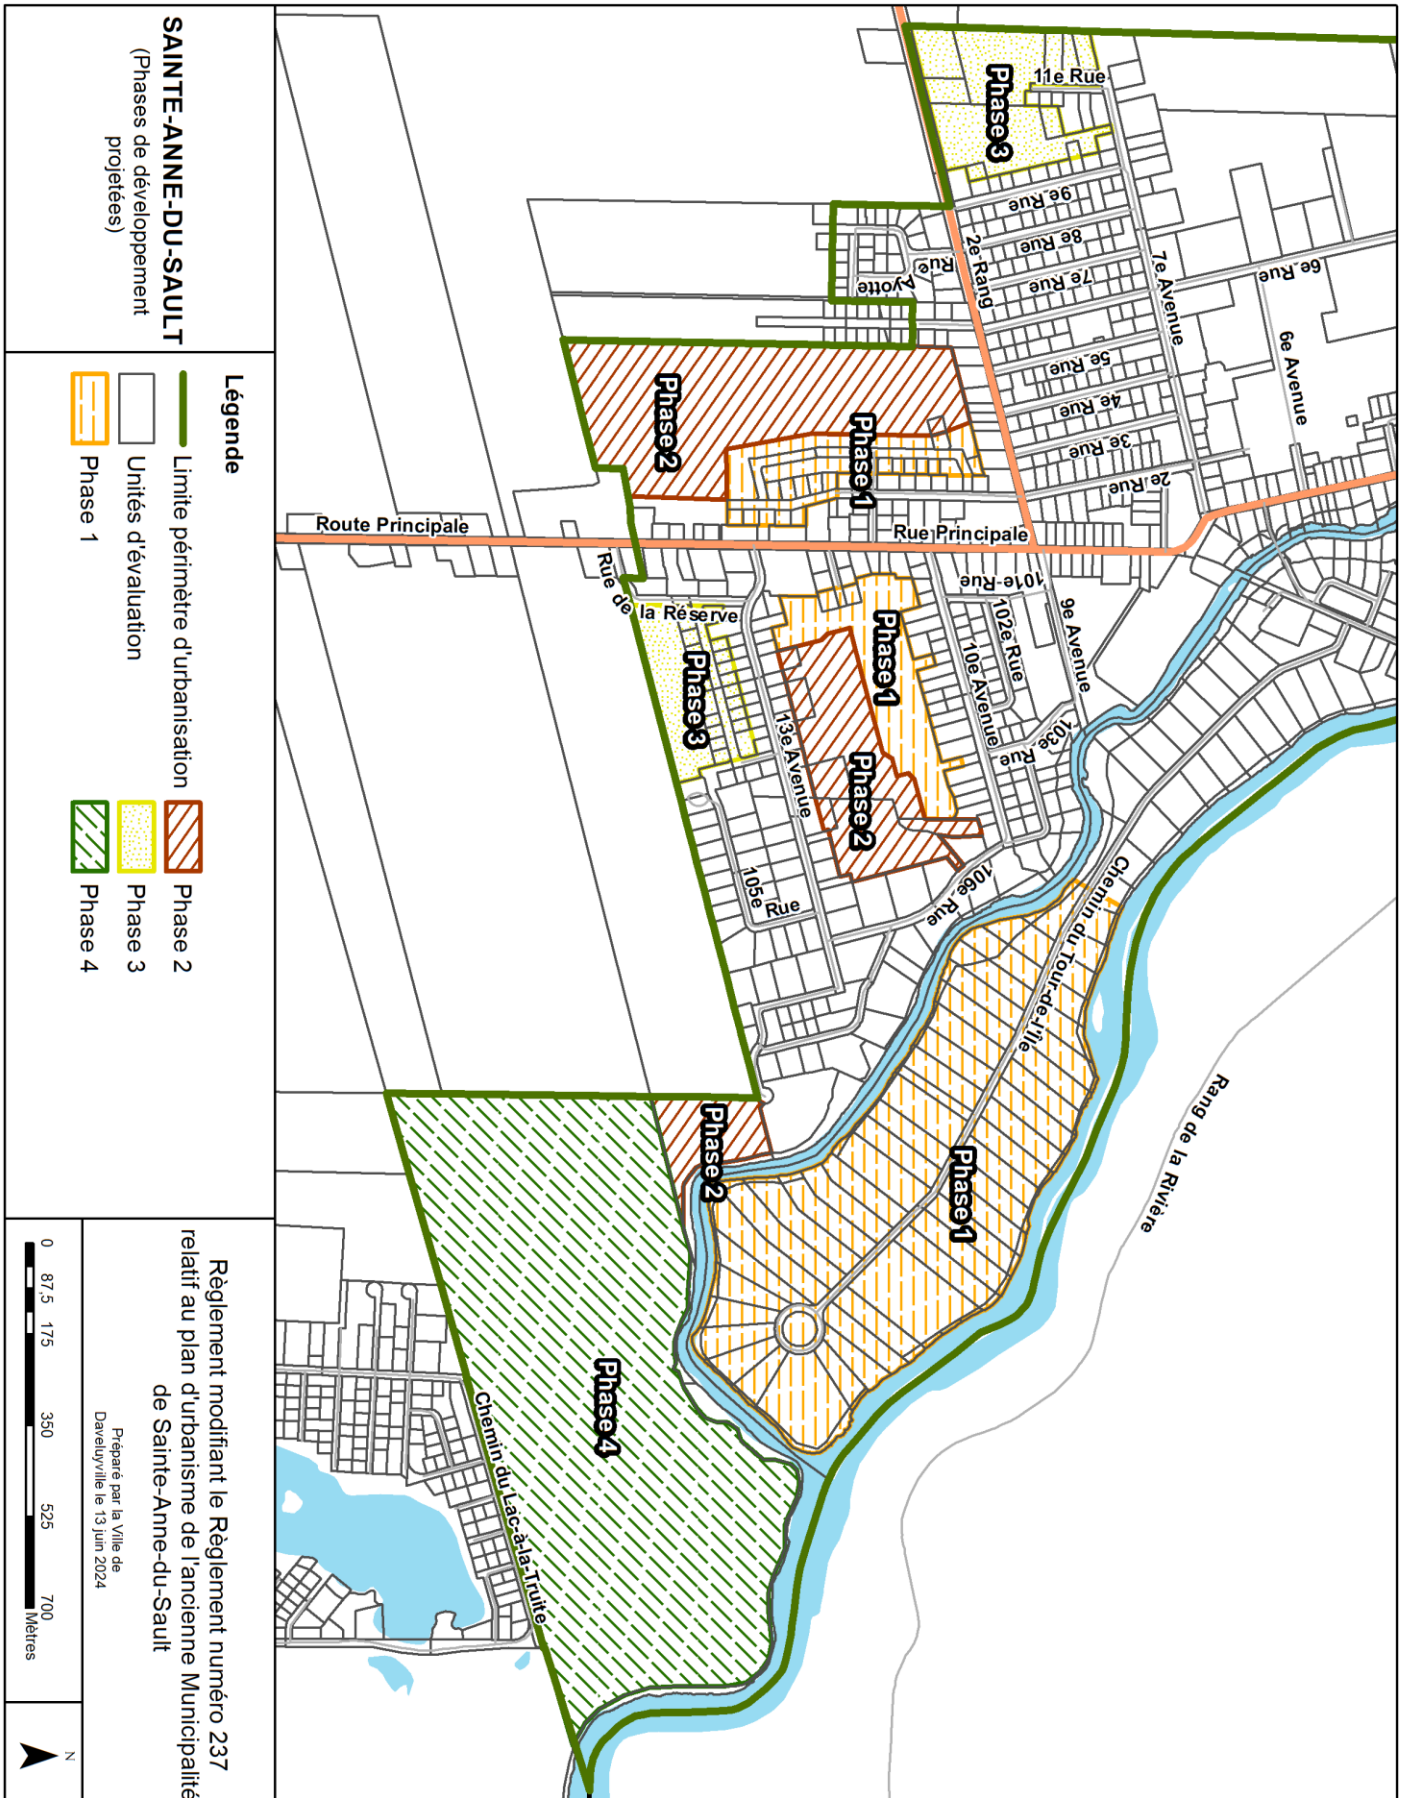 11e Rue
Phase 3
9e Rue
8e Rue
7e Rue
6e Rue
7e Avenue
6e Avenue
2e Rang
Rue
Ayotte
5e Rue
4e Rue
3e Rue
2e Rue
Phase 2
Phase 1
Route Principale
Rue Principale
101e Rue
102e Rue
9e Avenue
10e Avenue
103e Rue
Rue de la Réserve
Phase 1
Phase 3
13e Avenue
Phase 2
105e Rue
106e Rue
Chemin du Tour-de-l'Île
Rang de la Rivière
Phase 1
Phase 2
Phase 4
Chemin du Lac-à-la-Truite
SAINTE-ANNE-DU-SAULT
(Phases de développement
projetées)
Légende
Limite périmètre d'urbanisation
Unités d'évaluation
Phase 1
Phase 2
Phase 3
Phase 4
Règlement modifiant le Règlement numéro 237
relatif au plan d'urbanisme de l'ancienne Municipalité
de Sainte-Anne-du-Sault
Préparé par la Ville de
Daveluyville le 13 juin 2024
0 87,5 175 350 525 700
Mètres
N